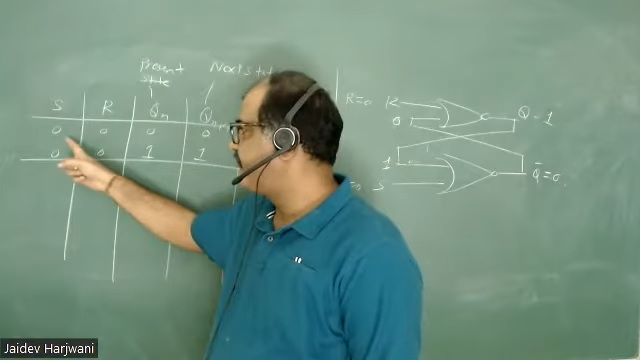 Present
state
Next state
S R Qn Qn+1
0 0 0 0
0 0 1 1
R=0 R
0
Q = 1
1
S
Q̅ = 0
Jaidev Harjwani